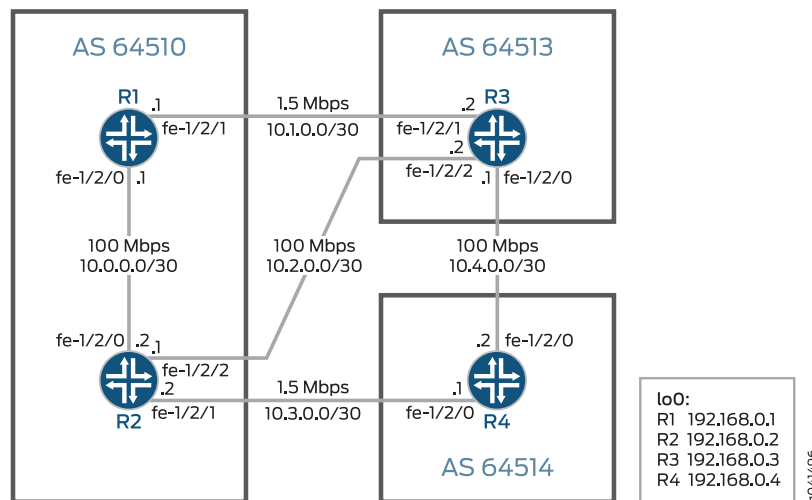 AS 64510
AS 64513
R1
.1
fe-1/2/1
1.5 Mbps
10.1.0.0/30
.2
R3
fe-1/2/1
.2
fe-1/2/2
fe-1/2/0
.1
.1
fe-1/2/0
100 Mbps
10.0.0.0/30
100 Mbps
10.2.0.0/30
100 Mbps
10.4.0.0/30
fe-1/2/0
.2
.1
fe-1/2/2
.2
fe-1/2/1
R2
1.5 Mbps
10.3.0.0/30
.2
fe-1/2/0
.1
fe-1/2/0
R4
AS 64514
lo0:
R1 192.168.0.1
R2 192.168.0.2
R3 192.168.0.3
R4 192.168.0.4